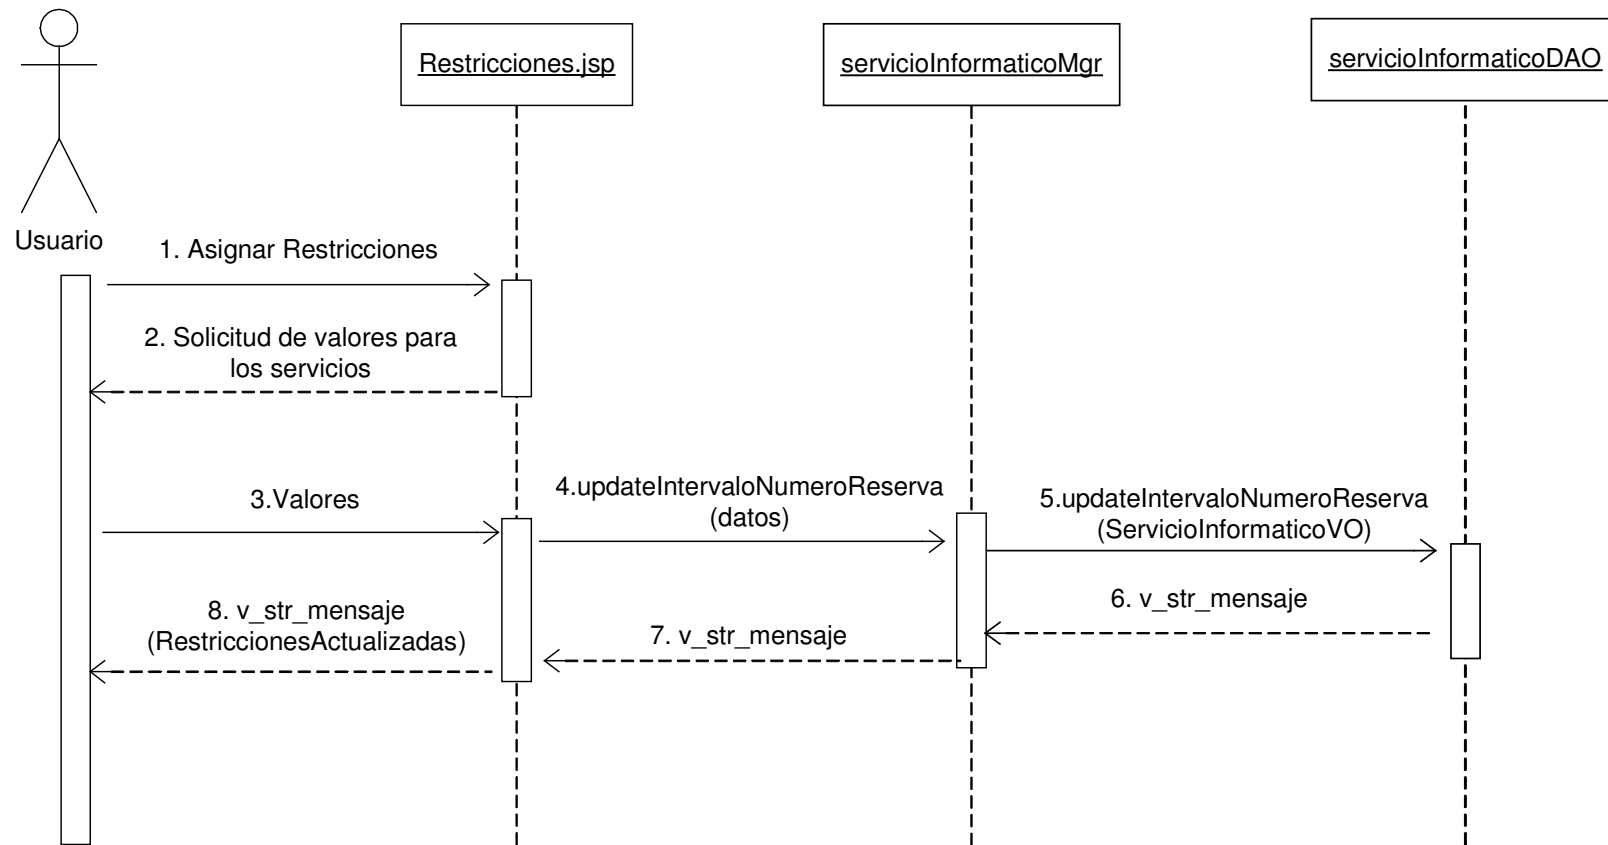 Restricciones.jsp
servicioInformaticoMgr
servicioInformaticoDAO
Usuario
1. Asignar Restricciones
2. Solicitud de valores para
los servicios
3.Valores
4.updateIntervaloNumeroReserva
(datos)
5.updateIntervaloNumeroReserva
(ServicioInformaticoVO)
6. v_str_mensaje
7. v_str_mensaje
8. v_str_mensaje
(RestriccionesActualizadas)